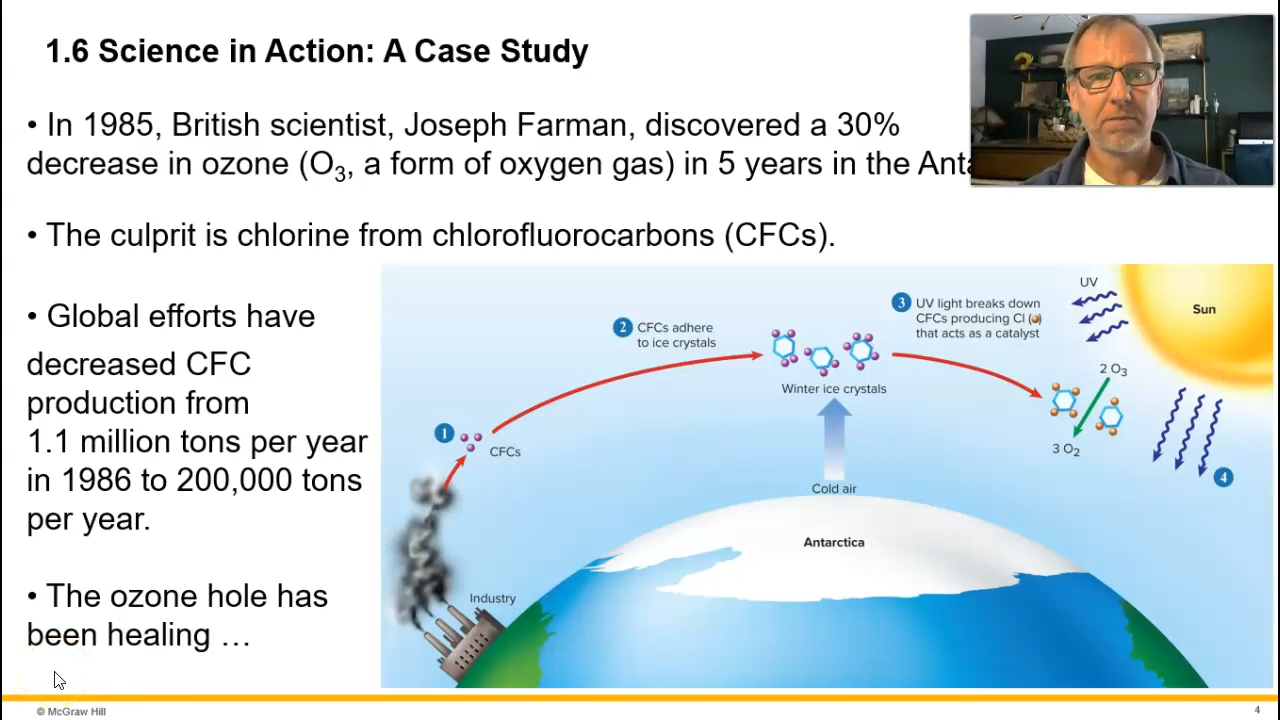 1.6 Science in Action: A Case Study
• In 1985, British scientist, Joseph Farman, discovered a 30%
decrease in ozone (O₃, a form of oxygen gas) in 5 years in the Anta
• The culprit is chlorine from chlorofluorocarbons (CFCs).
• Global efforts have
decreased CFC
production from
1.1 million tons per year
in 1986 to 200,000 tons
per year.
• The ozone hole has
been healing …
1
CFCs
2
CFCs adhere
to ice crystals
Winter ice crystals
3
UV light breaks down
CFCs producing Cl ( )
that acts as a catalyst
UV
Sun
2 O₃
3 O₂
4
Cold air
Antarctica
Industry
© McGraw Hill
4